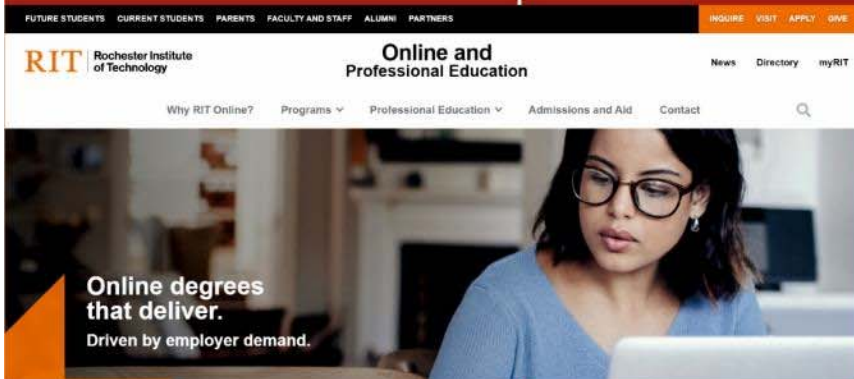 FUTURE STUDENTS CURRENT STUDENTS PARENTS FACULTY AND STAFF ALUMNI PARTNERS INQUIRE VISIT APPLY GIVE
RIT Rochester Institute
of Technology
Online and
Professional Education
News Directory myRIT
Why RIT Online? Programs Professional Education Admissions and Aid Contact
Online degrees
that deliver.
Driven by employer demand.